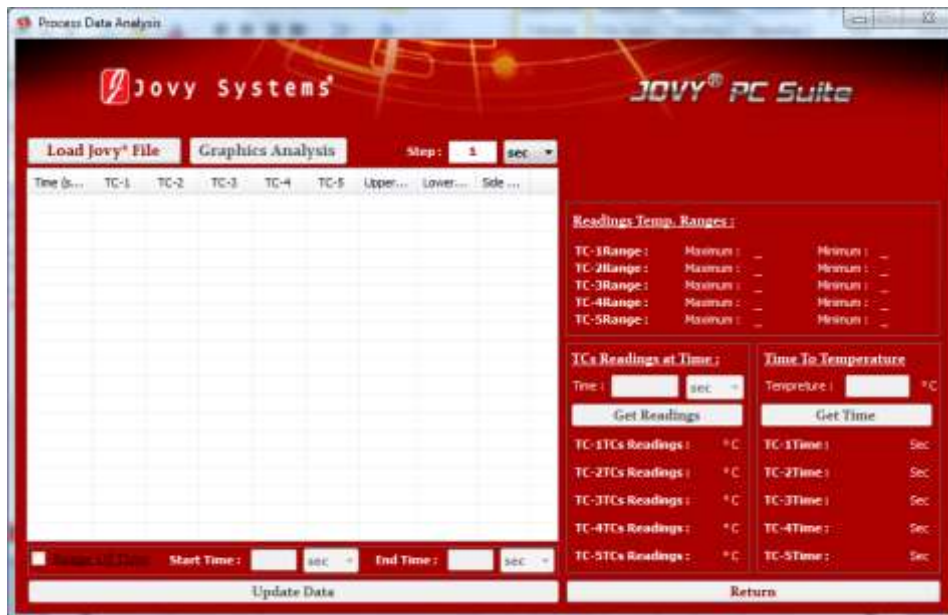 Process Data Analysis
Jovy Systems®
JOVY® PC Suite
Load Jovy® File
Graphics Analysis
Step :
1
sec
Time (s...
TC-1
TC-2
TC-3
TC-4
TC-5
Upper...
Lower...
Side ...
Readings Temp. Ranges :
TC-1Range : Maximum : _ Minimum : _
TC-2Range : Maximum : _ Minimum : _
TC-3Range : Maximum : _ Minimum : _
TC-4Range : Maximum : _ Minimum : _
TC-5Range : Maximum : _ Minimum : _
TCs Readings at Time :
Time :
sec
Get Readings
TC-1TCs Readings : °C
TC-2TCs Readings : °C
TC-3TCs Readings : °C
TC-4TCs Readings : °C
TC-5TCs Readings : °C
Time To Temperature
Tempreture : °C
Get Time
TC-1Time : Sec
TC-2Time : Sec
TC-3Time : Sec
TC-4Time : Sec
TC-5Time : Sec
Start Time :
sec
End Time :
sec
Update Data
Return